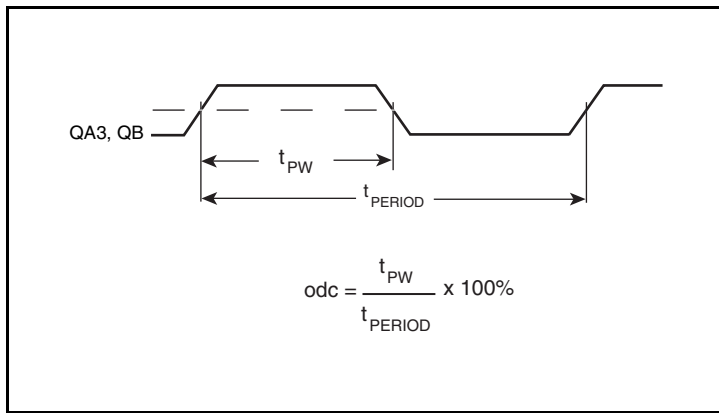 QA3, QB
tPW
tPERIOD
odc = tPW / tPERIOD x 100%